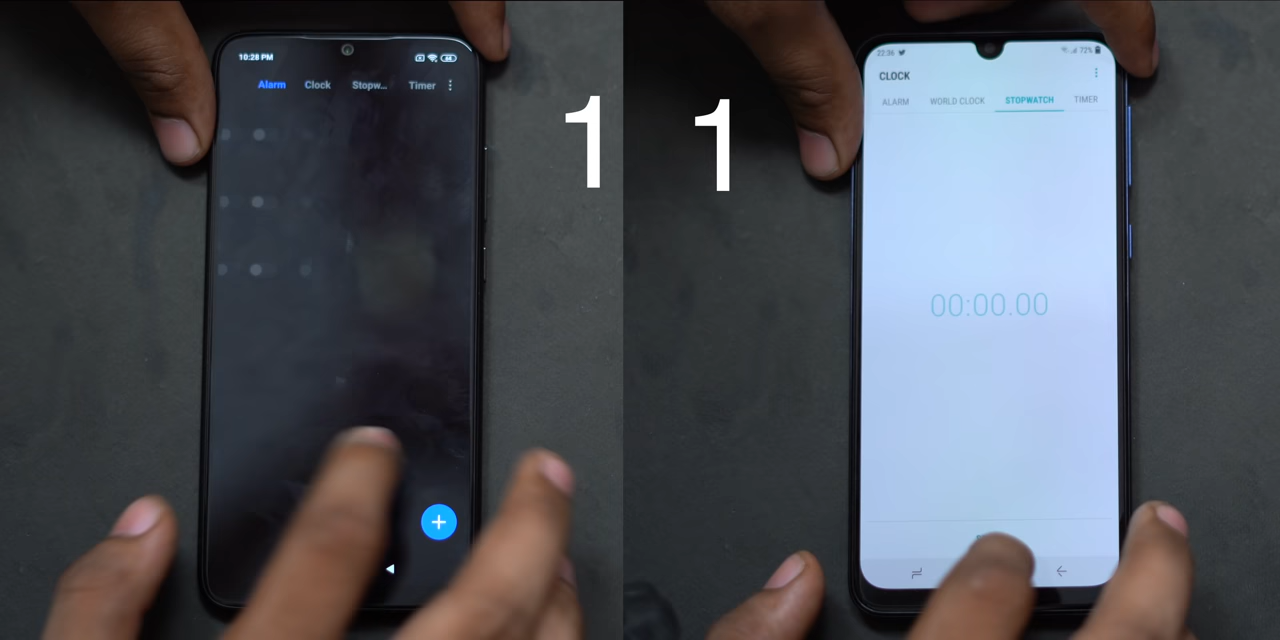 10:28 PM
Alarm Clock Stopw... Timer
1
1
22:36 72%
CLOCK
ALARM WORLD CLOCK STOPWATCH TIMER
00:00.00